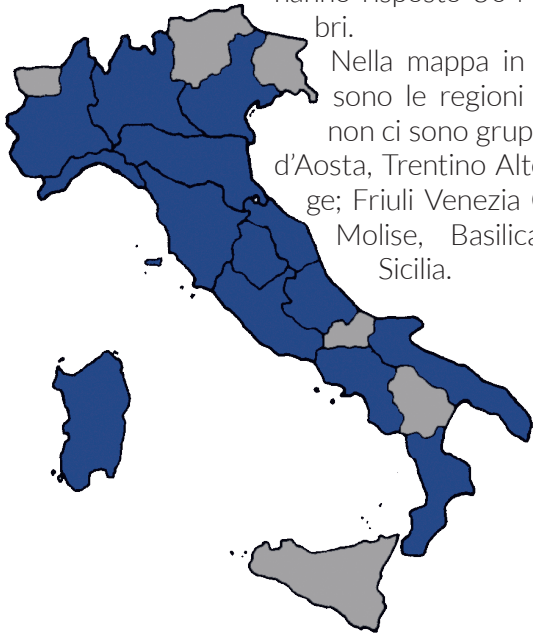 bri.
Nella mappa in
sono le regioni
non ci sono grup
d'Aosta, Trentino Alt
ge; Friuli Venezia
Molise, Basilica
Sicilia.